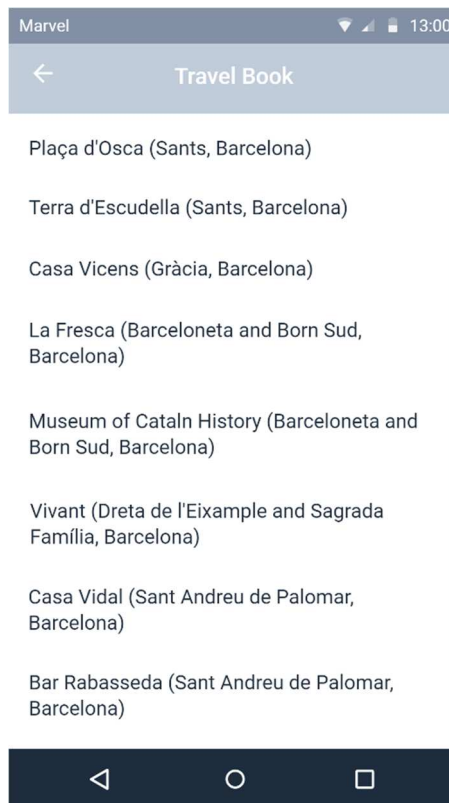 Marvel 13:00
Travel Book
Plaça d'Osca (Sants, Barcelona)
Terra d'Escudella (Sants, Barcelona)
Casa Vicens (Gràcia, Barcelona)
La Fresca (Barceloneta and Born Sud,
Barcelona)
Museum of Cataln History (Barceloneta and
Born Sud, Barcelona)
Vivant (Dreta de l'Eixample and Sagrada
Família, Barcelona)
Casa Vidal (Sant Andreu de Palomar,
Barcelona)
Bar Rabasseda (Sant Andreu de Palomar,
Barcelona)